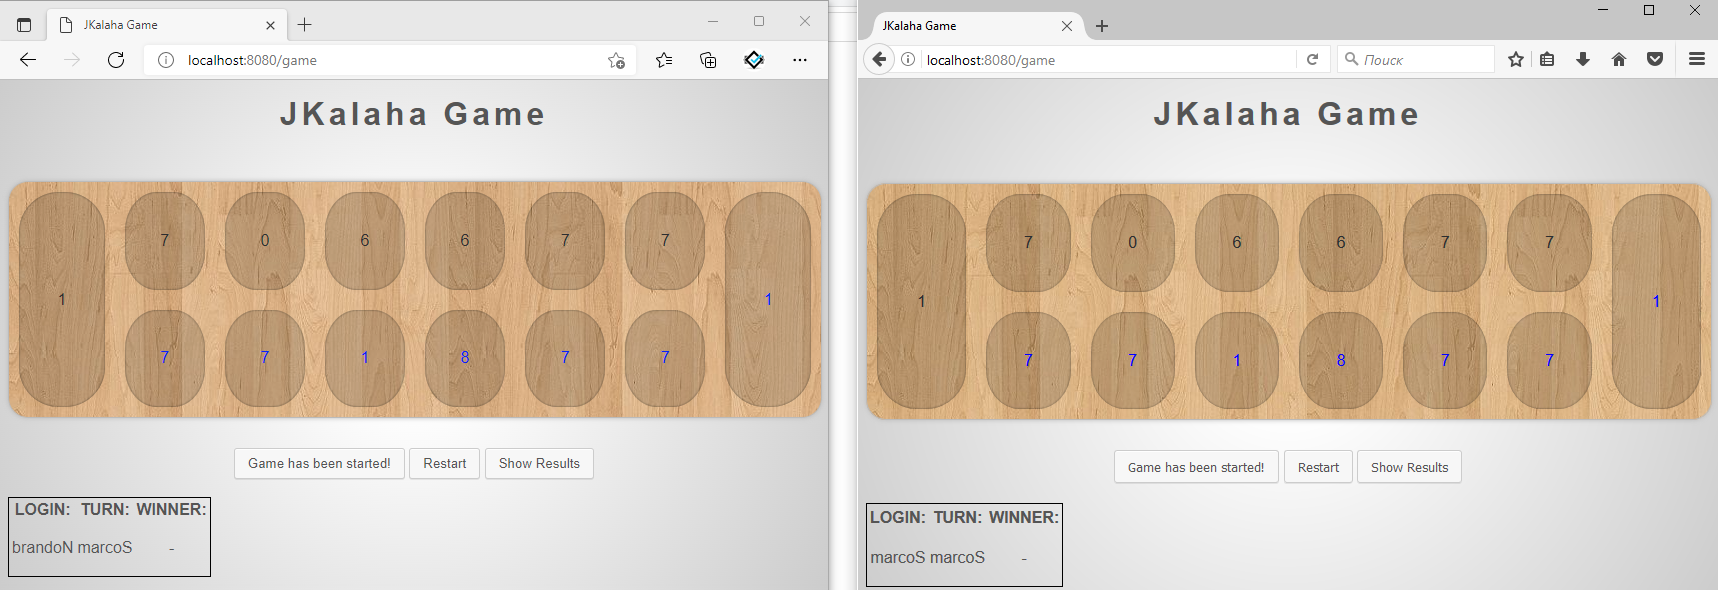 JKalaha Game
localhost:8080/game
JKalaha Game
7 0 6 6 7 7
1 1
7 7 1 8 7 7
Game has been started! Restart Show Results
LOGIN: TURN: WINNER:
brandoN marcoS -
JKalaha Game
localhost:8080/game Поиск
JKalaha Game
7 0 6 6 7 7
1 1
7 7 1 8 7 7
Game has been started! Restart Show Results
LOGIN: TURN: WINNER:
marcoS marcoS -